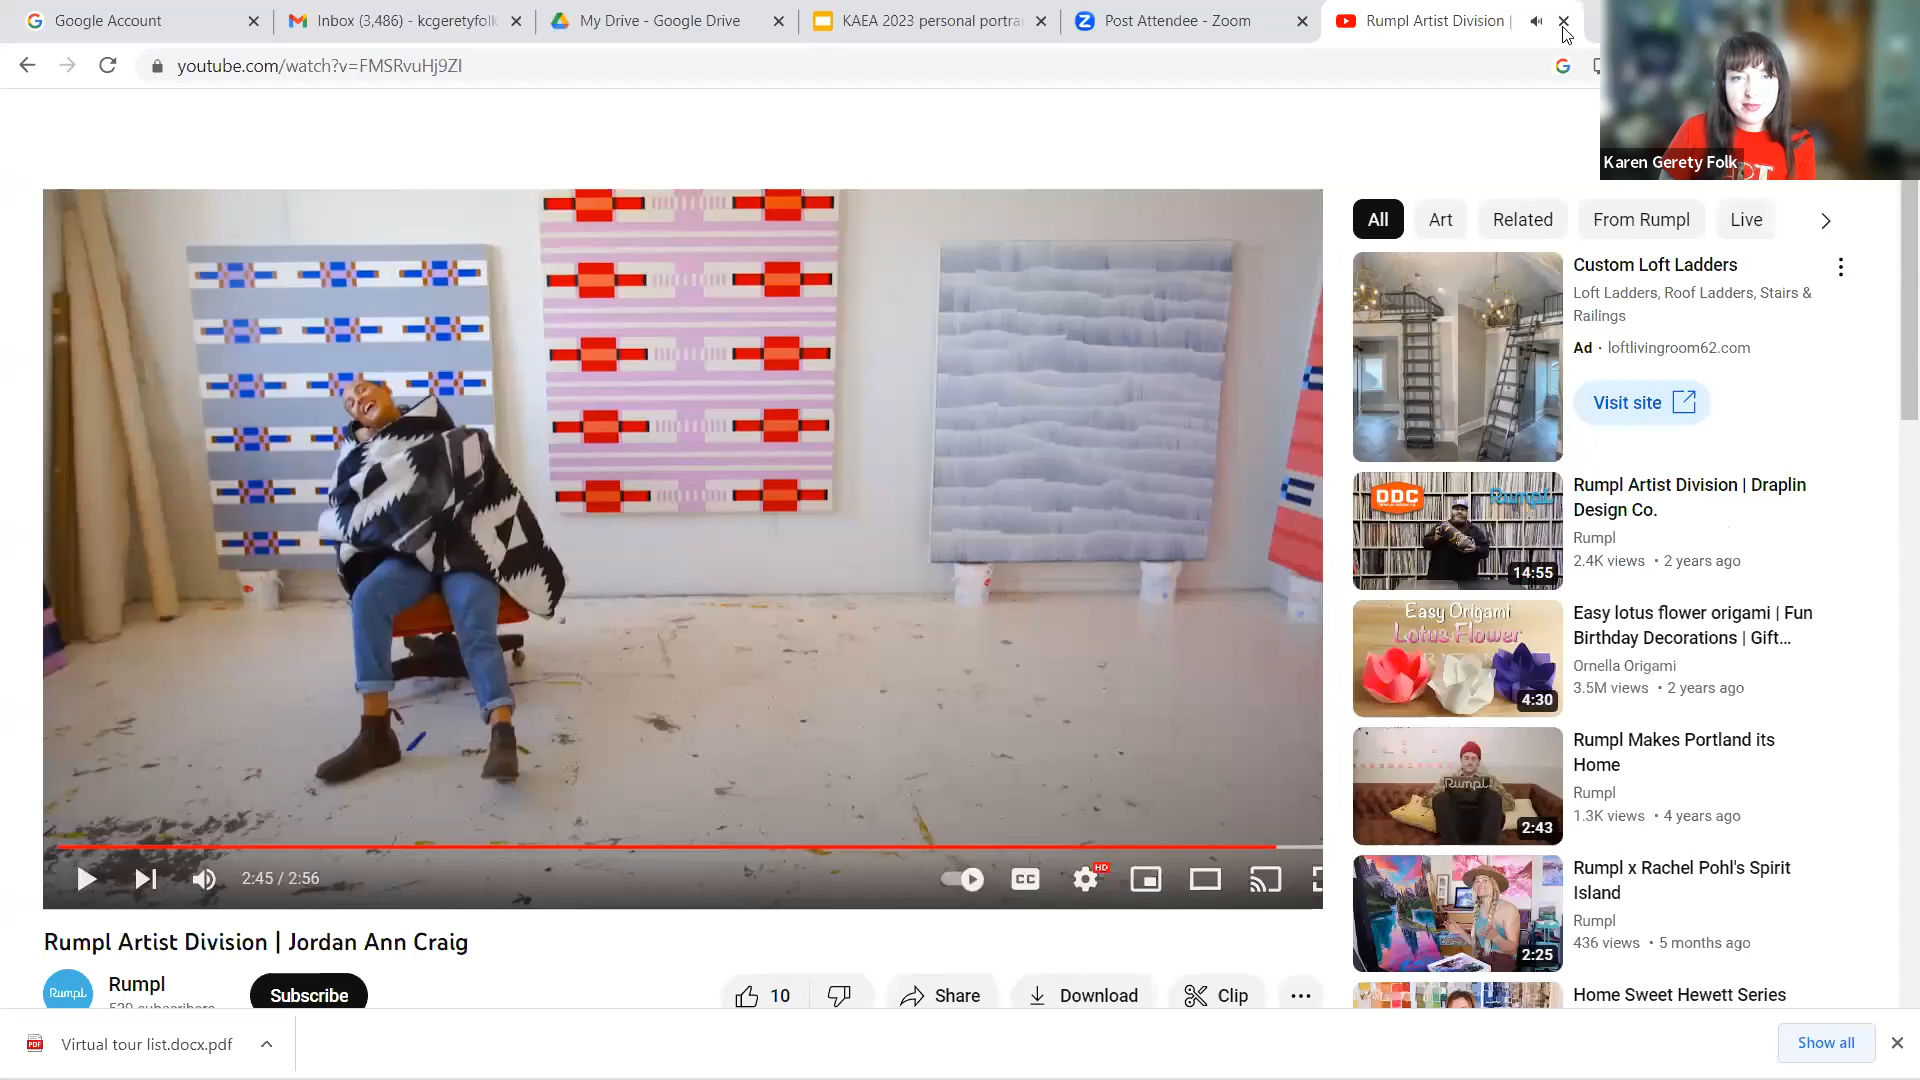 Google Account
Inbox (3,486) - kcgeretyfolk
My Drive - Google Drive
KAEA 2023 personal portra
Post Attendee - Zoom
Rumpl Artist Division |
youtube.com/watch?v=FMSRvuHj9ZI
Karen Gerety Folk
All
Art
Related
From Rumpl
Live
Custom Loft Ladders
Loft Ladders, Roof Ladders, Stairs &
Railings
Ad · loftlivingroom62.com
Visit site
DDC
Rumpl
14:55
Rumpl Artist Division | Draplin
Design Co.
Rumpl
2.4K views • 2 years ago
Easy Origami
Lotus Flower
4:30
Easy lotus flower origami | Fun
Birthday Decorations | Gift...
Ornella Origami
3.5M views • 2 years ago
Rumpl
2:43
Rumpl Makes Portland its
Home
Rumpl
1.3K views • 4 years ago
2:25
Rumpl x Rachel Pohl's Spirit
Island
Rumpl
436 views • 5 months ago
Home Sweet Hewett Series
2:45 / 2:56
CC
HD
Rumpl Artist Division | Jordan Ann Craig
Rumpl
Rumpl
Subscribe
10
Share
Download
Clip
PDF
Virtual tour list.docx.pdf
Show all